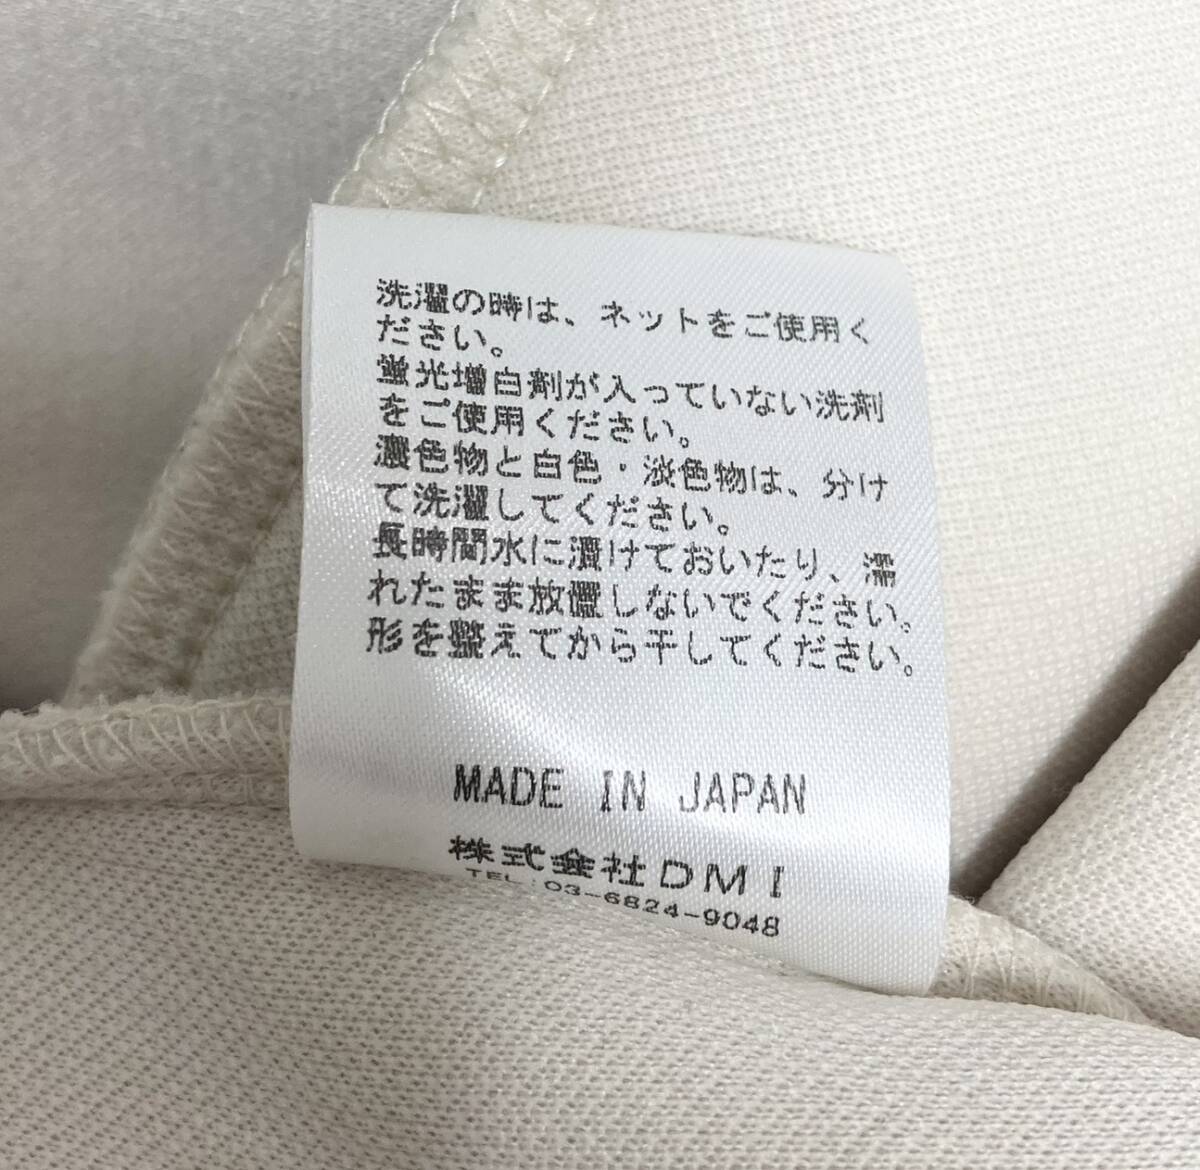 洗濯の時は、ネットをご使用く
ださい。
蛍光増白剤が入っていない洗剤
をご使用ください。
濃色物と白色・淡色物は、分け
て洗濯してください。
長時間水に漬けておいたり、濡
れたまま放置しないでください。
形を整えてから干してください。
MADE IN JAPAN
株式会社DMI
TEL:03-6824-9048